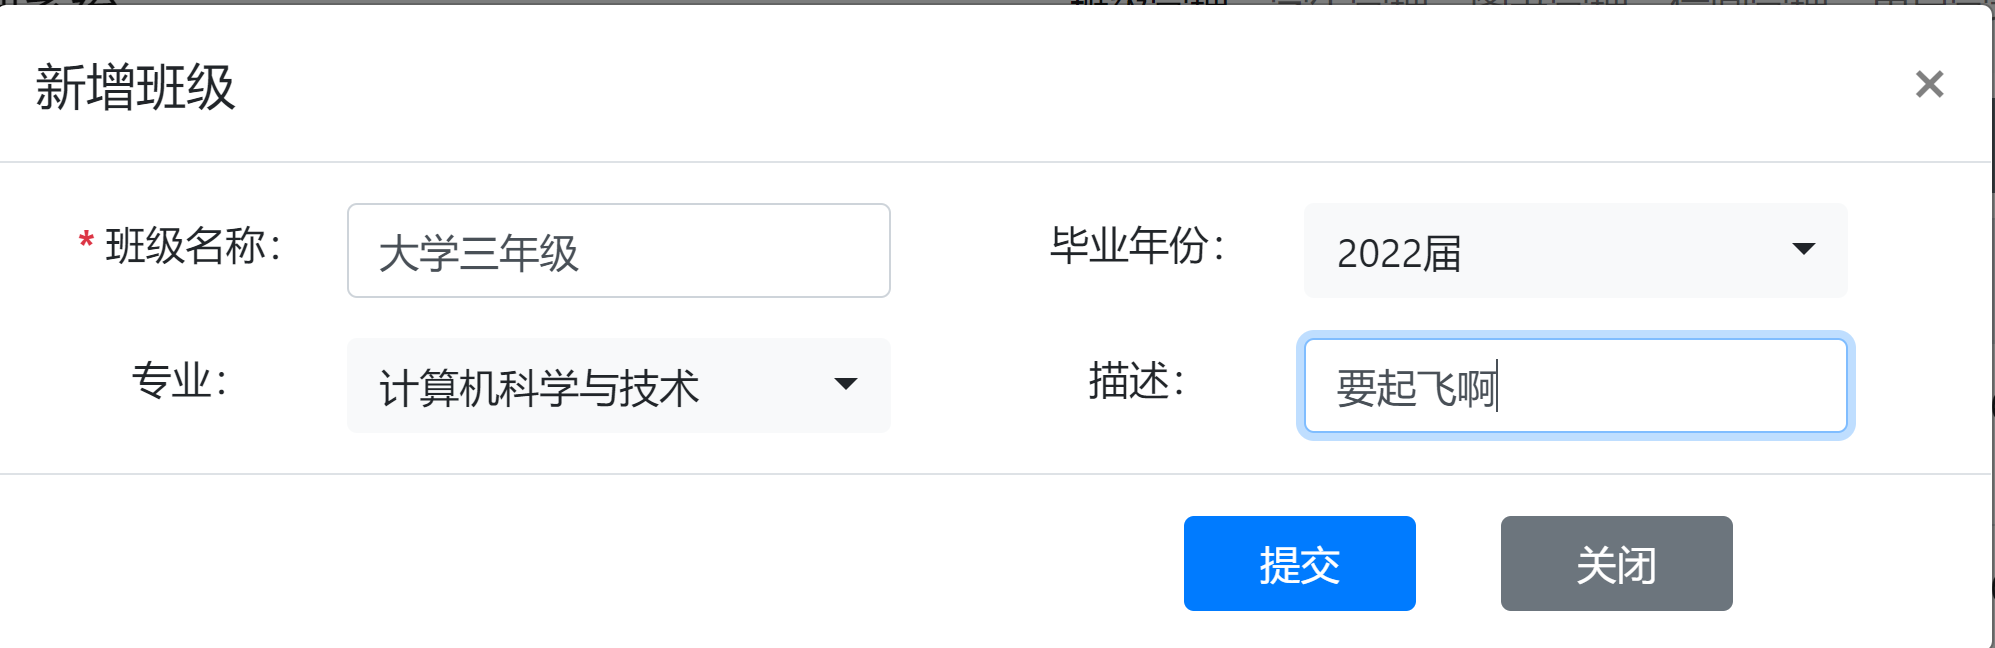 新增班级
×
* 班级名称： 大学三年级 毕业年份： 2022届
专业： 计算机科学与技术 描述： 要起飞啊
提交 关闭